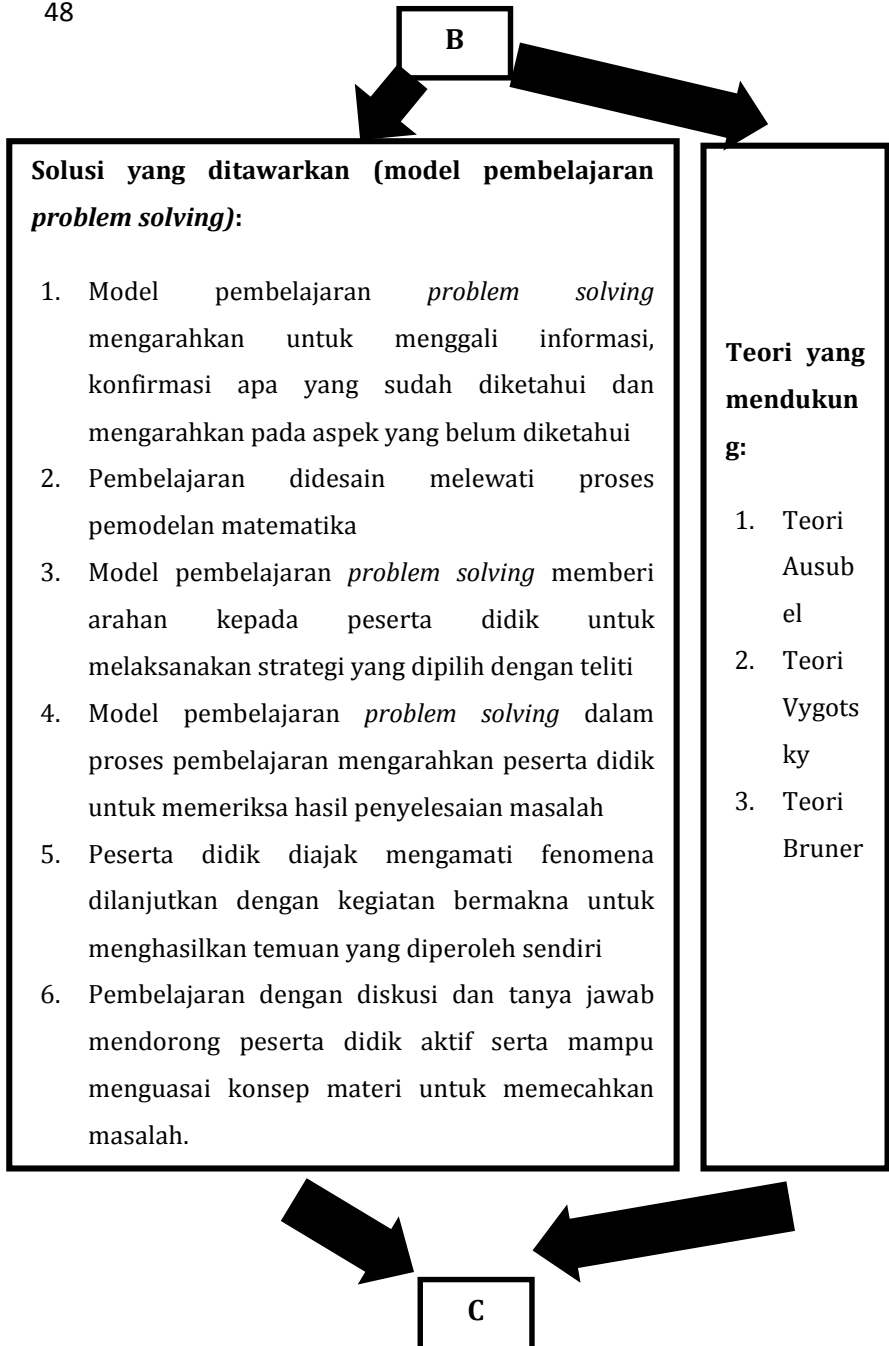 48
B
Solusi yang ditawarkan (model pembelajaran
problem solving):
1. Model pembelajaran problem solving
mengarahkan untuk menggali informasi,
konfirmasi apa yang sudah diketahui dan
mengarahkan pada aspek yang belum diketahui
2. Pembelajaran didesain melewati proses
pemodelan matematika
3. Model pembelajaran problem solving memberi
arahan kepada peserta didik untuk
melaksanakan strategi yang dipilih dengan teliti
4. Model pembelajaran problem solving dalam
proses pembelajaran mengarahkan peserta didik
untuk memeriksa hasil penyelesaian masalah
5. Peserta didik diajak mengamati fenomena
dilanjutkan dengan kegiatan bermakna untuk
menghasilkan temuan yang diperoleh sendiri
6. Pembelajaran dengan diskusi dan tanya jawab
mendorong peserta didik aktif serta mampu
menguasai konsep materi untuk memecahkan
masalah.
Teori yang
mendukun
g:
1. Teori
Ausub
el
2. Teori
Vygots
ky
3. Teori
Bruner
C